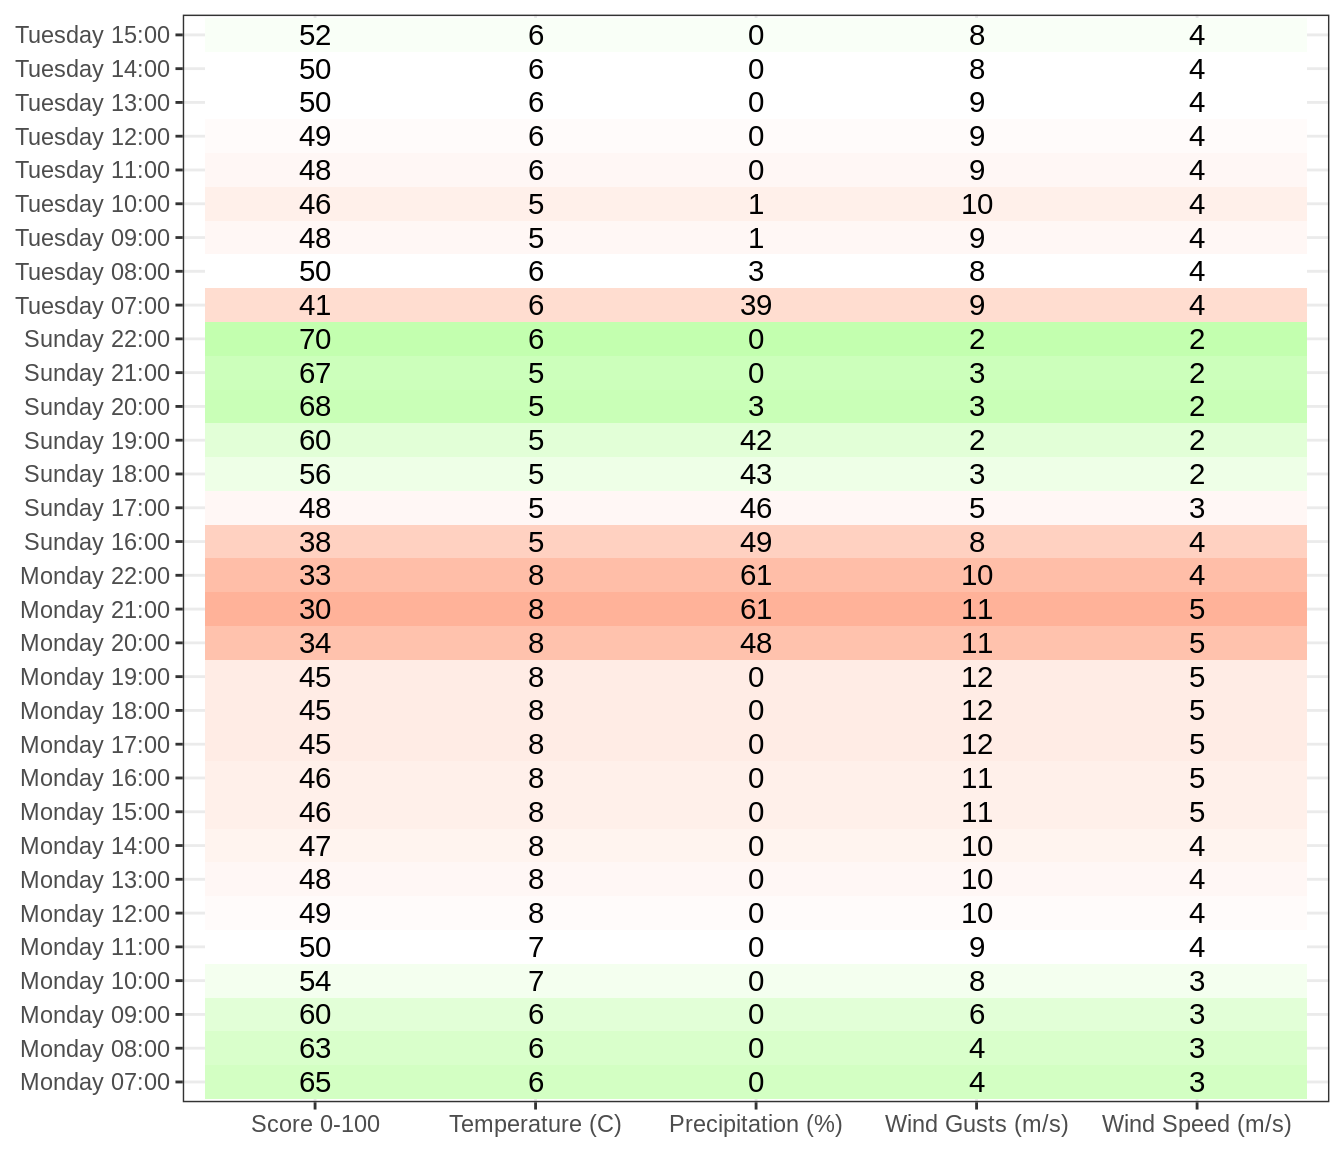 Tuesday 15:00 52 6 0 8 4
Tuesday 14:00 50 6 0 8 4
Tuesday 13:00 50 6 0 9 4
Tuesday 12:00 49 6 0 9 4
Tuesday 11:00 48 6 0 9 4
Tuesday 10:00 46 5 1 10 4
Tuesday 09:00 48 5 1 9 4
Tuesday 08:00 50 6 3 8 4
Tuesday 07:00 41 6 39 9 4
Sunday 22:00 70 6 0 2 2
Sunday 21:00 67 5 0 3 2
Sunday 20:00 68 5 3 3 2
Sunday 19:00 60 5 42 2 2
Sunday 18:00 56 5 43 3 2
Sunday 17:00 48 5 46 5 3
Sunday 16:00 38 5 49 8 4
Monday 22:00 33 8 61 10 4
Monday 21:00 30 8 61 11 5
Monday 20:00 34 8 48 11 5
Monday 19:00 45 8 0 12 5
Monday 18:00 45 8 0 12 5
Monday 17:00 45 8 0 12 5
Monday 16:00 46 8 0 11 5
Monday 15:00 46 8 0 11 5
Monday 14:00 47 8 0 10 4
Monday 13:00 48 8 0 10 4
Monday 12:00 49 8 0 10 4
Monday 11:00 50 7 0 9 4
Monday 10:00 54 7 0 8 3
Monday 09:00 60 6 0 6 3
Monday 08:00 63 6 0 4 3
Monday 07:00 65 6 0 4 3
Score 0-100 Temperature (C) Precipitation (%) Wind Gusts (m/s) Wind Speed (m/s)